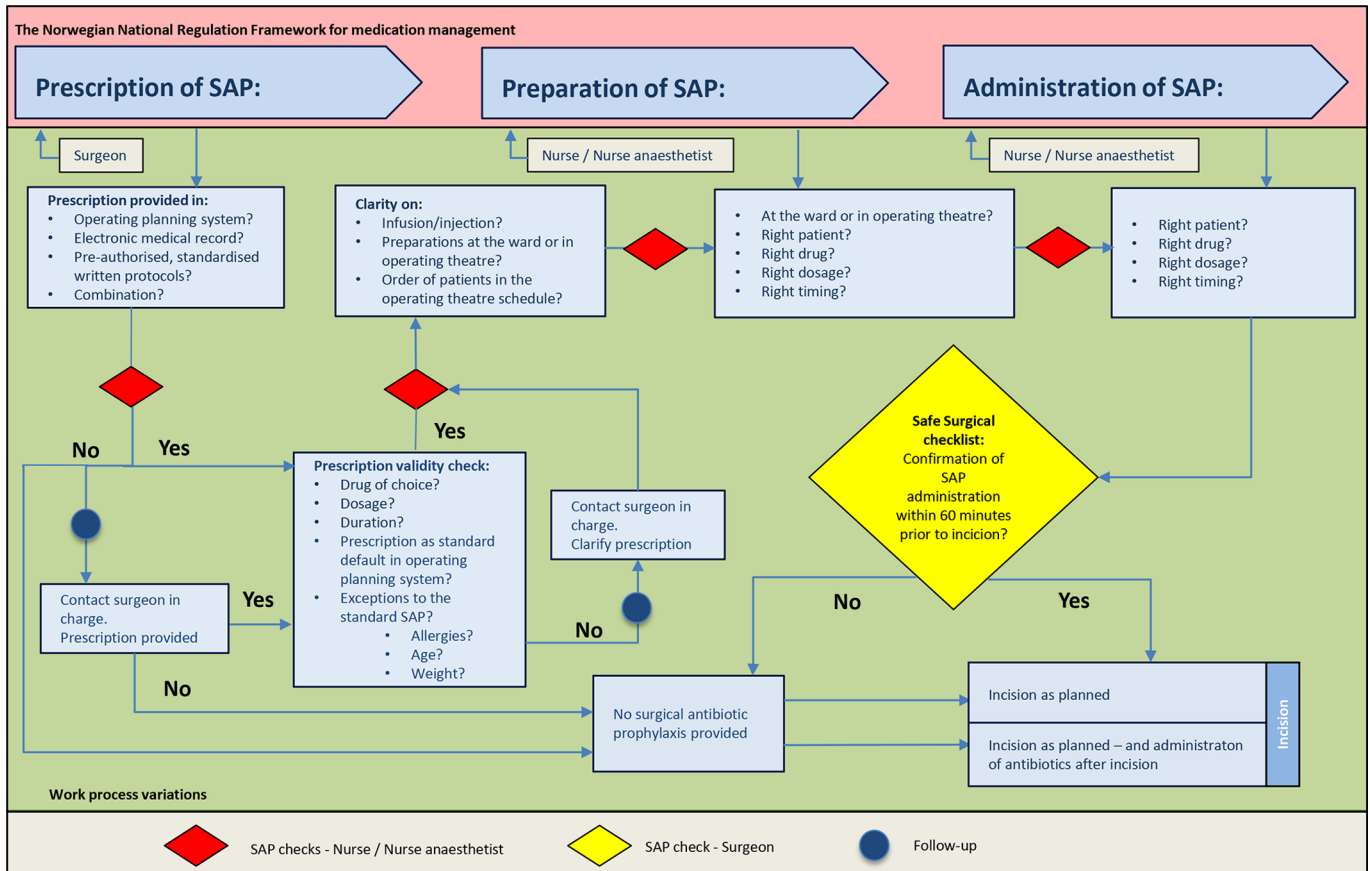 The Norwegian National Regulation Framework for medication management
Prescription of SAP:
Preparation of SAP:
Administration of SAP:
Surgeon
Nurse / Nurse anaesthetist
Nurse / Nurse anaesthetist
Prescription provided in:
• Operating planning system?
• Electronic medical record?
• Pre-authorised, standardised
written protocols?
• Combination?
Clarity on:
• Infusion/injection?
• Preparations at the ward or in
operating theatre?
• Order of patients in the
operating theatre schedule?
• At the ward or in operating theatre?
• Right patient?
• Right drug?
• Right dosage?
• Right timing?
• Right patient?
• Right drug?
• Right dosage?
• Right timing?
No
Yes
Yes
Prescription validity check:
• Drug of choice?
• Dosage?
• Duration?
• Prescription as standard
default in operating
planning system?
• Exceptions to the
standard SAP?
• Allergies?
• Age?
• Weight?
Contact surgeon in
charge.
Clarify prescription
Safe Surgical
checklist:
Confirmation of
SAP
administration
within 60 minutes
prior to incicion?
Contact surgeon in
charge.
Prescription provided
Yes
No
No
No
Yes
No surgical antibiotic
prophylaxis provided
Incision as planned
Incision as planned – and administraton
of antibiotics after incision
Incision
Work process variations
SAP checks - Nurse / Nurse anaesthetist
SAP check - Surgeon
Follow-up